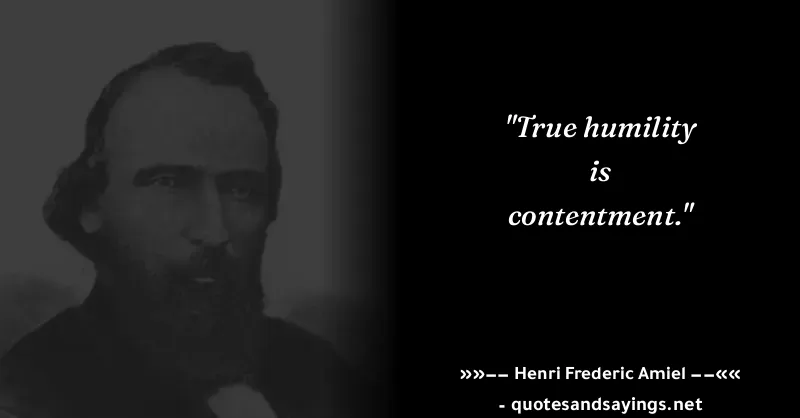 "True humility
is
contentment."
»»−− Henri Frederic Amiel −−««
- quotesandsayings.net